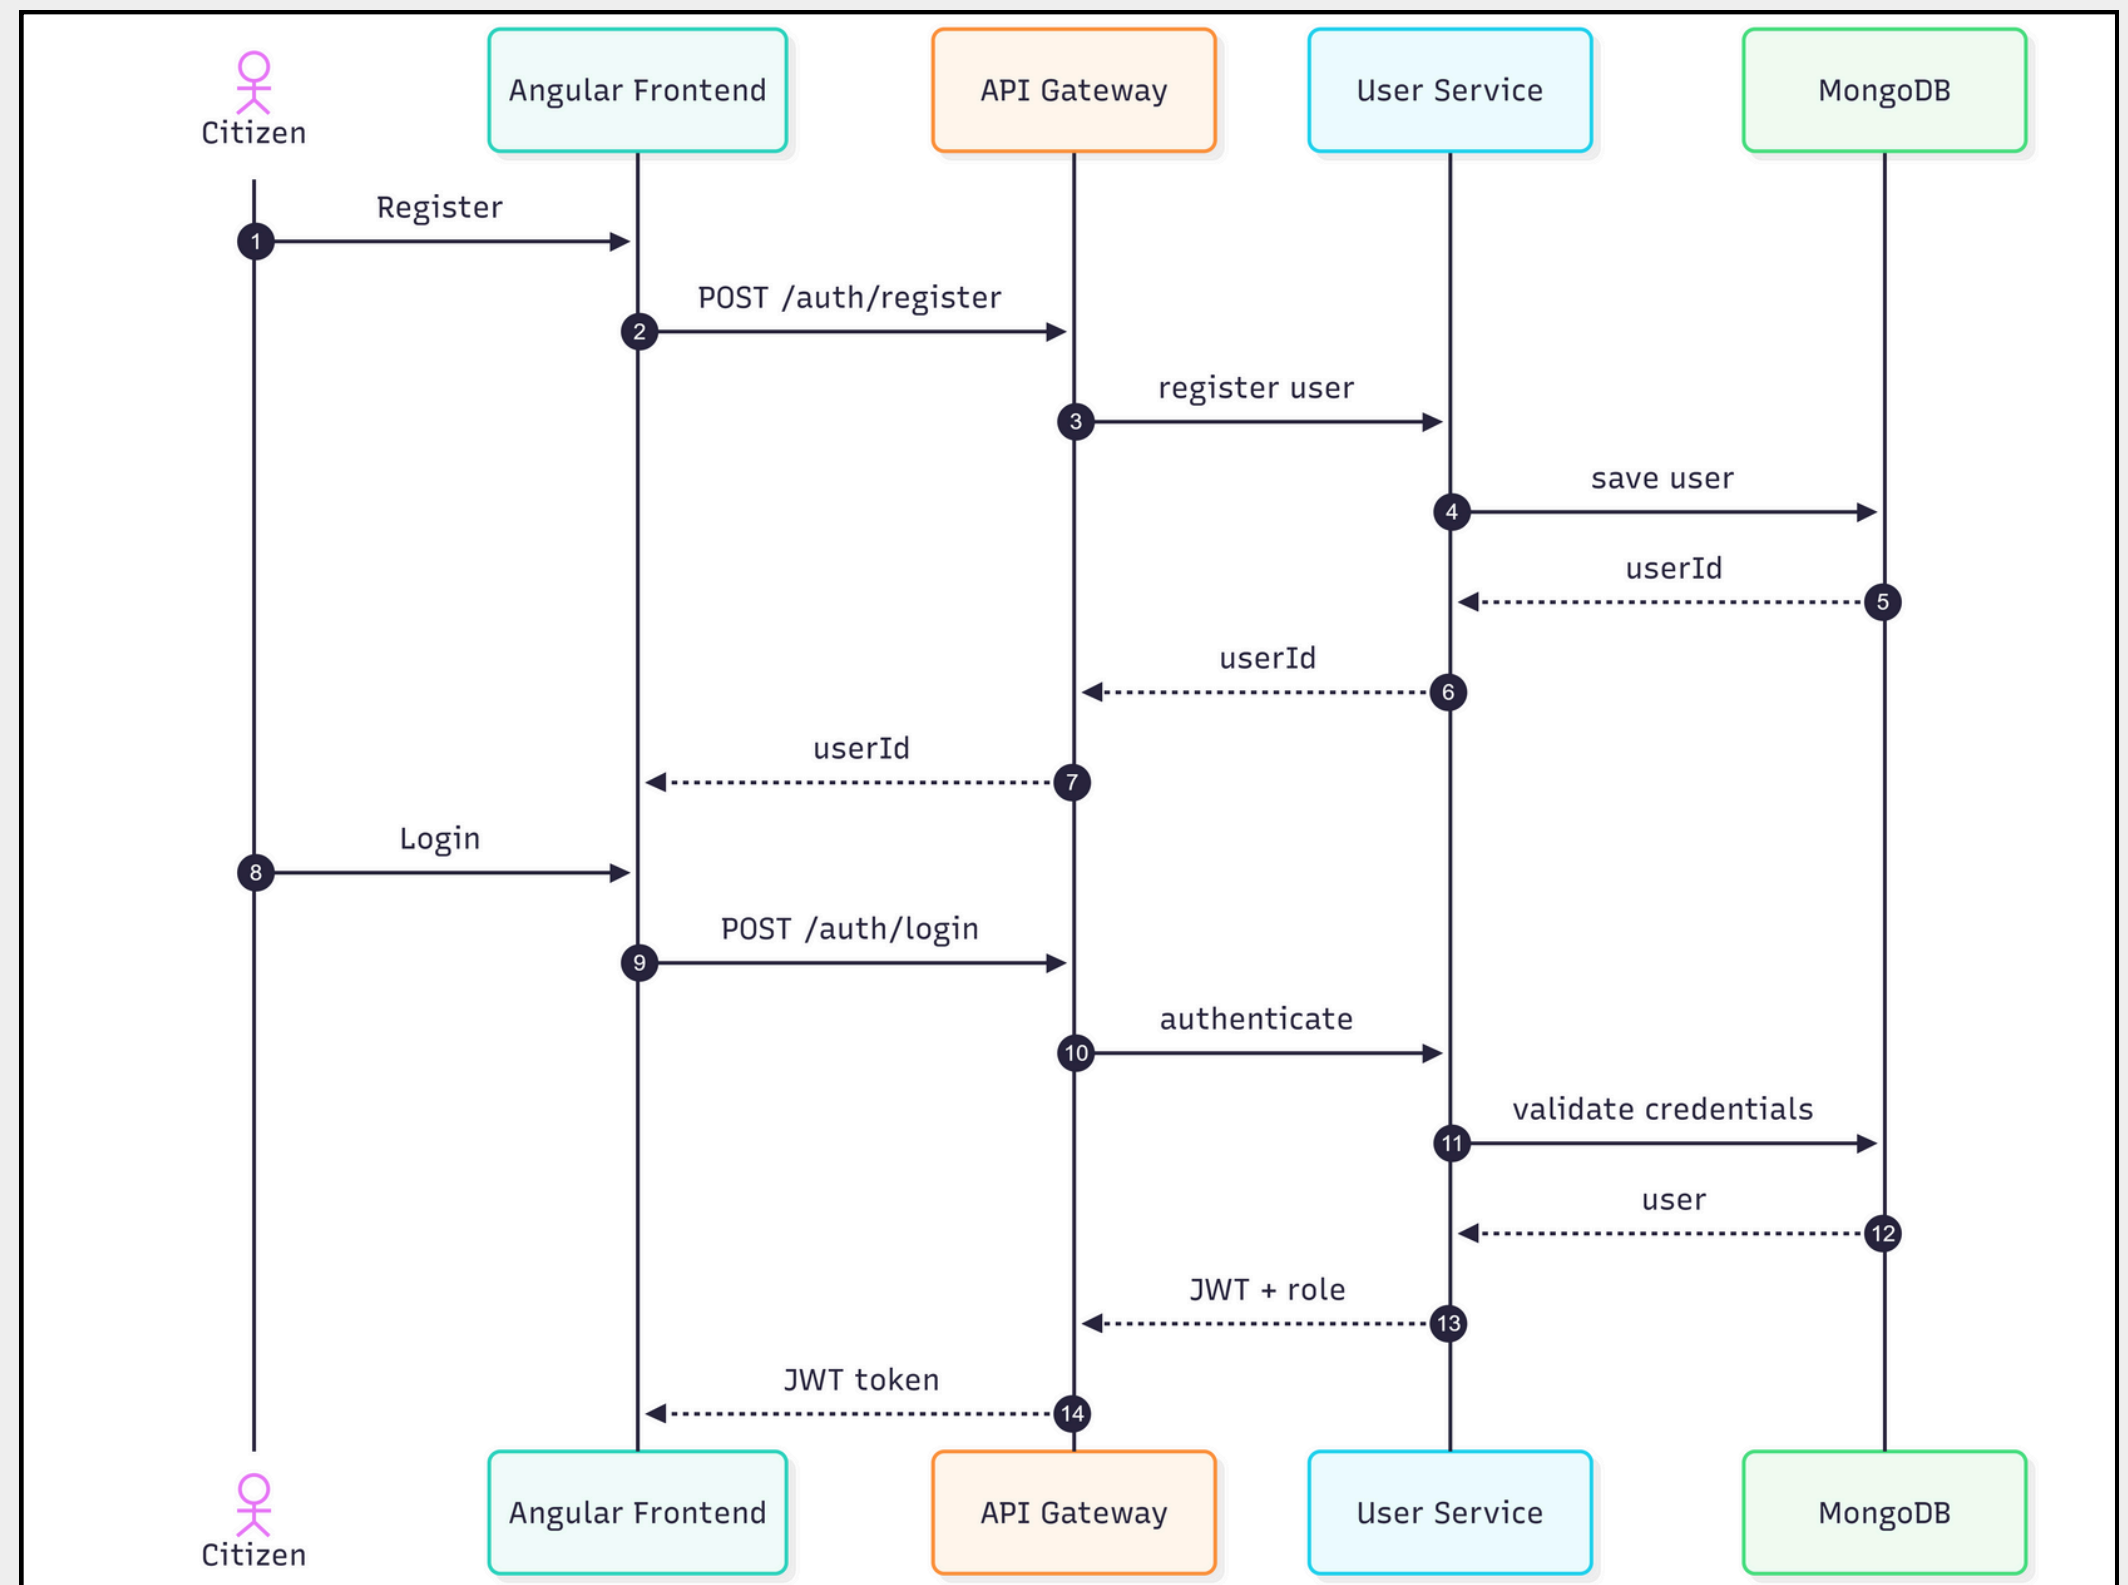 Citizen
Angular Frontend
API Gateway
User Service
MongoDB
Register
1
POST /auth/register
2
register user
3
save user
4
userId
5
userId
6
userId
7
Login
8
POST /auth/login
9
authenticate
10
validate credentials
11
user
12
JWT + role
13
JWT token
14
Citizen
Angular Frontend
API Gateway
User Service
MongoDB